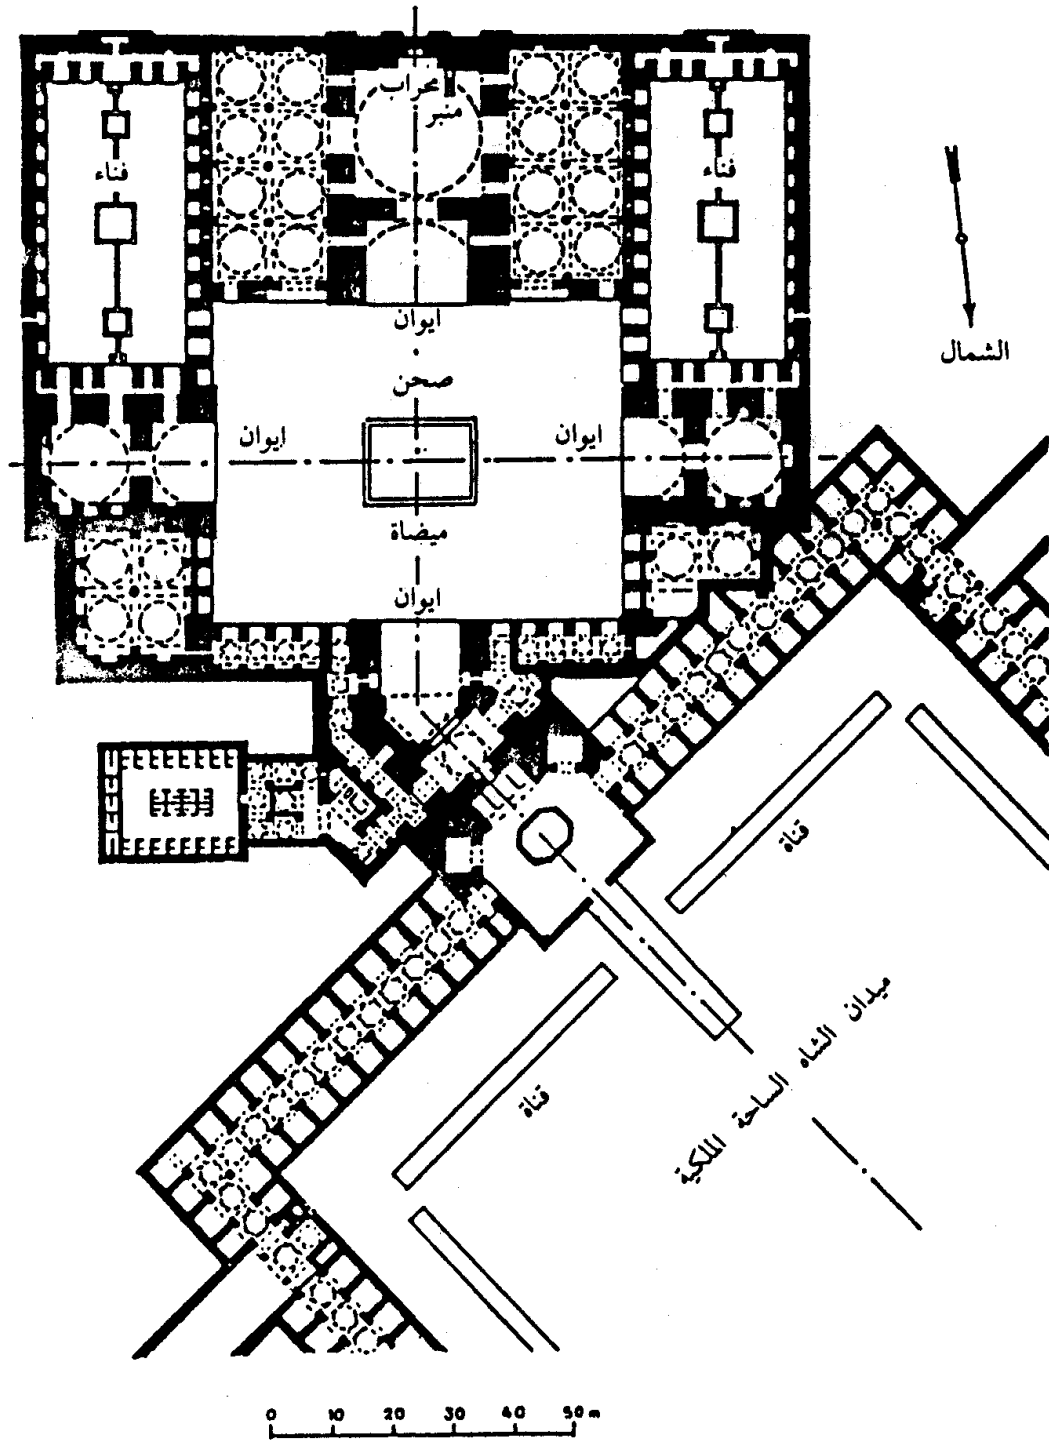 محراب
منبر
فناء
فناء
ايوان
الشمال
صحن
ايوان
ايوان
ميضاة
ايوان
قناة
ميدان الشاه الساحة الملكية
قناة
0 10 20 30 40 50 m